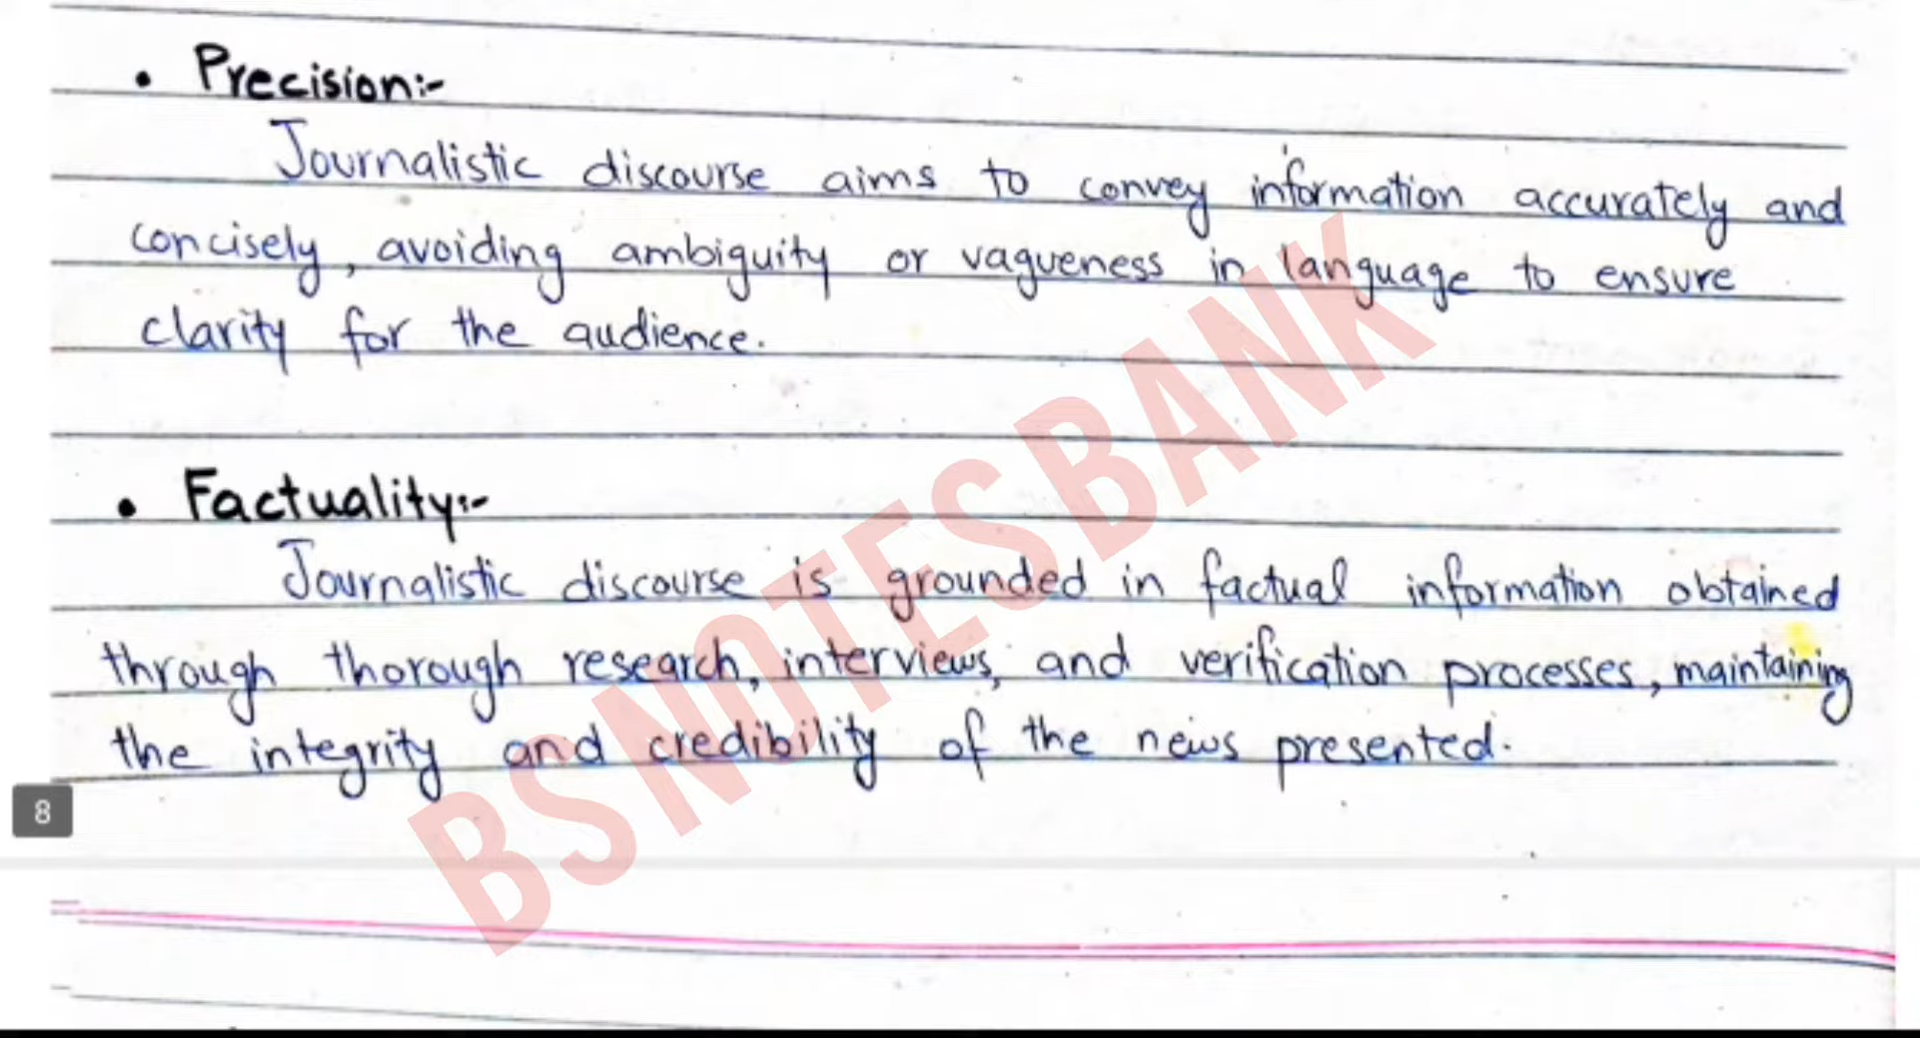 • Precision:-
Journalistic discourse aims to convey information accurately and
concisely, avoiding ambiguity or vagueness in language to ensure
clarity for the audience.
• Factuality:-
Journalistic discourse is grounded in factual information obtained
through thorough research, interviews, and verification processes, maintaining
the integrity and credibility of the news presented.
8
BSNOTESBANK